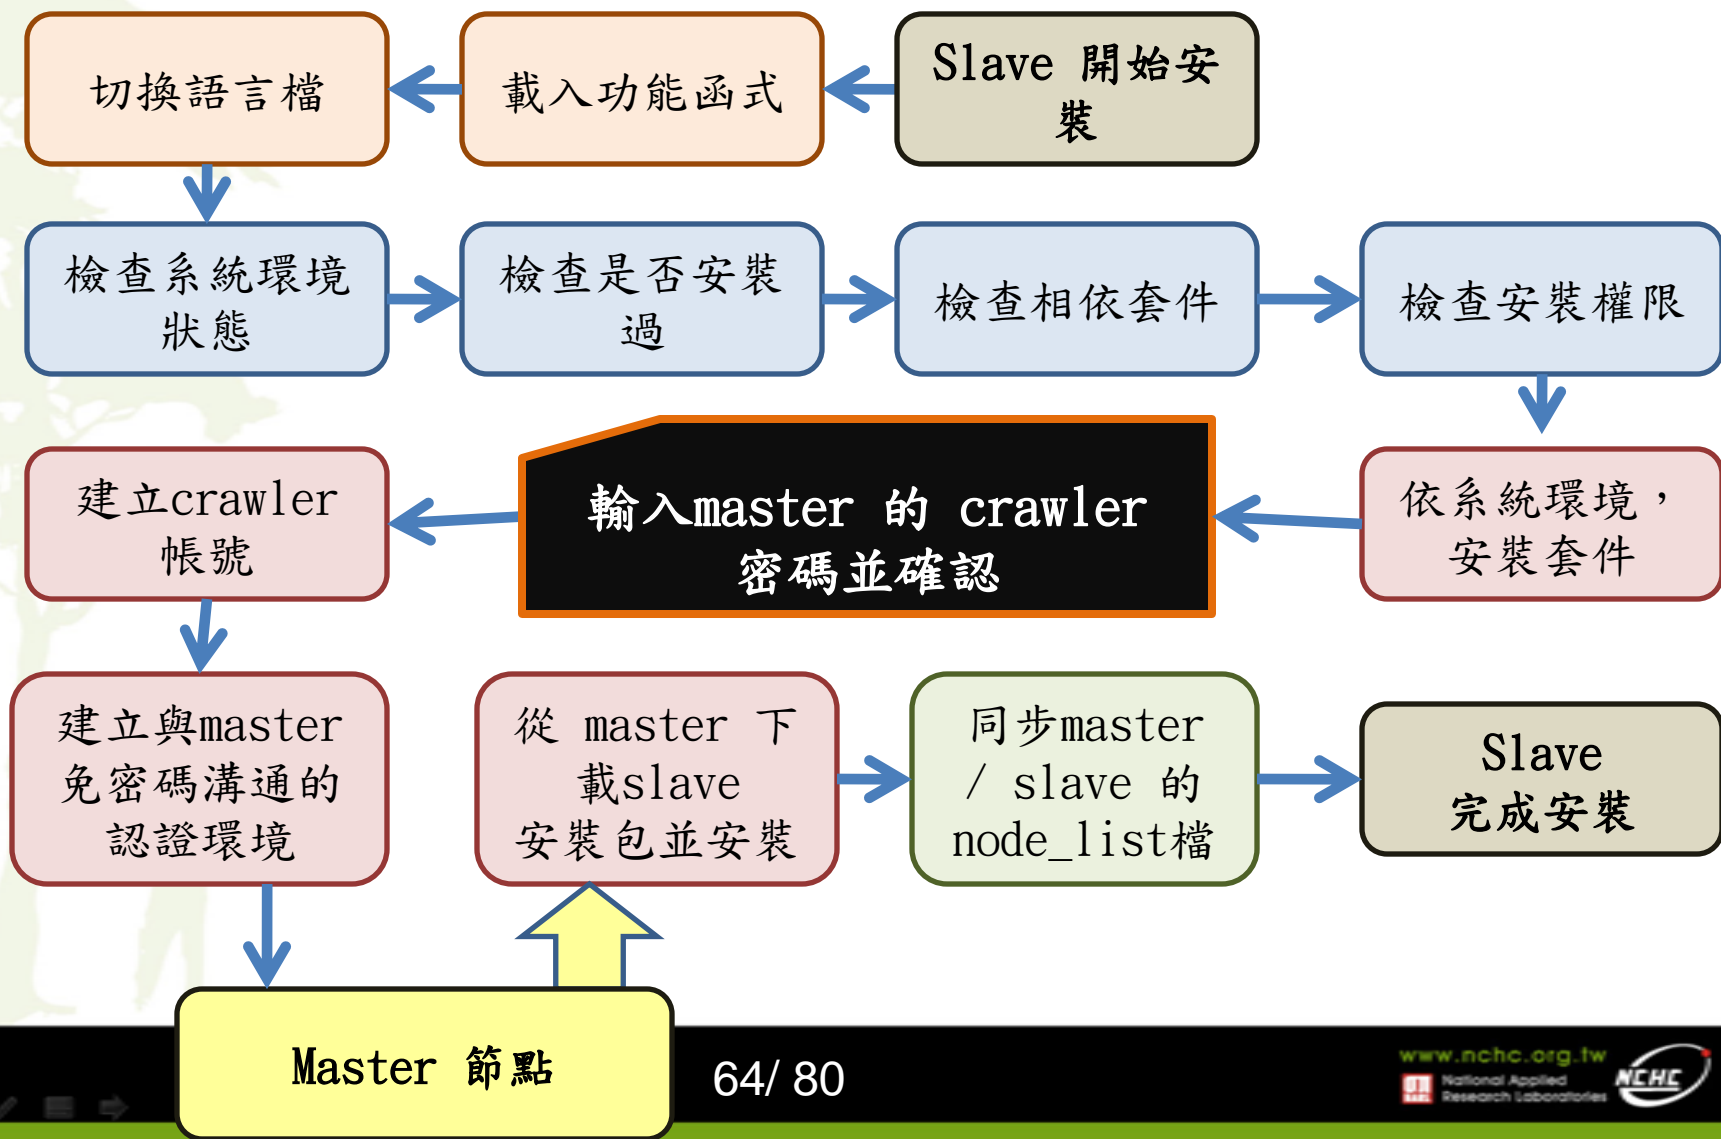 Slave 開始安
裝
載入功能函式
切換語言檔
檢查系統環境
狀態
檢查是否安裝
過
檢查相依套件
檢查安裝權限
依系統環境，
安裝套件
輸入master 的 crawler
密碼並確認
建立crawler
帳號
建立與master
免密碼溝通的
認證環境
Master 節點
從 master 下
載slave
安裝包並安裝
同步master
/ slave 的
node_list檔
Slave
完成安裝
64/ 80
www.nchc.org.tw
National Applied
Research Laboratories
NCHC